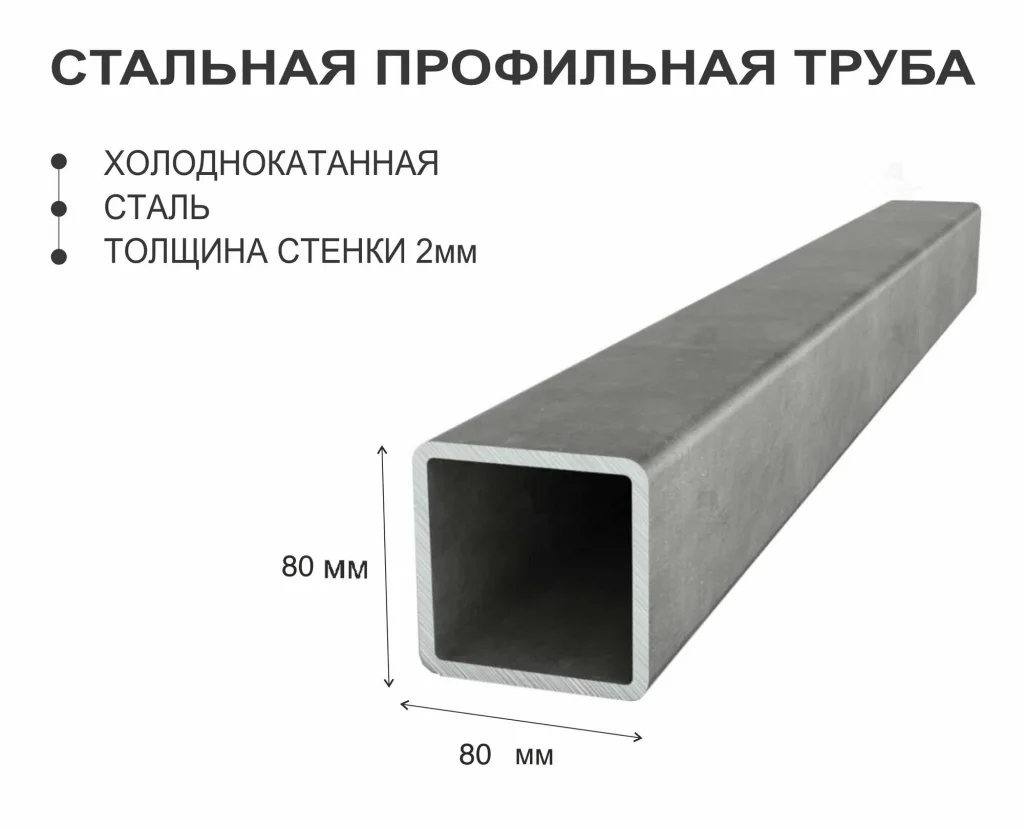 СТАЛЬНАЯ ПРОФИЛЬНАЯ ТРУБА
ХОЛОДНОКАТАННАЯ
СТАЛЬ
ТОЛЩИНА СТЕНКИ 2мм
80 мм
80 мм